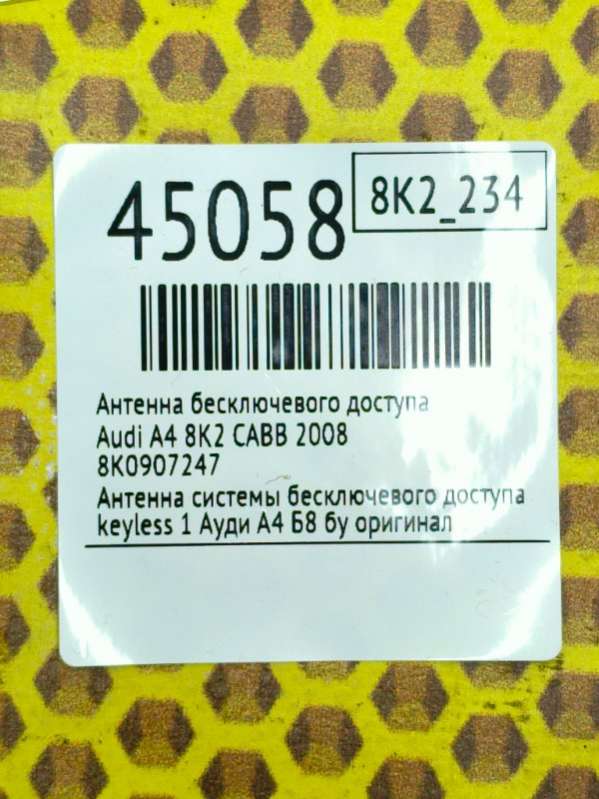 45058
8K2_234
Антенна бесключевого доступа
Audi A4 8K2 CABB 2008
8K0907247
Антенна системы бесключевого доступа
keyless 1 Ауди А4 Б8 бу оригинал